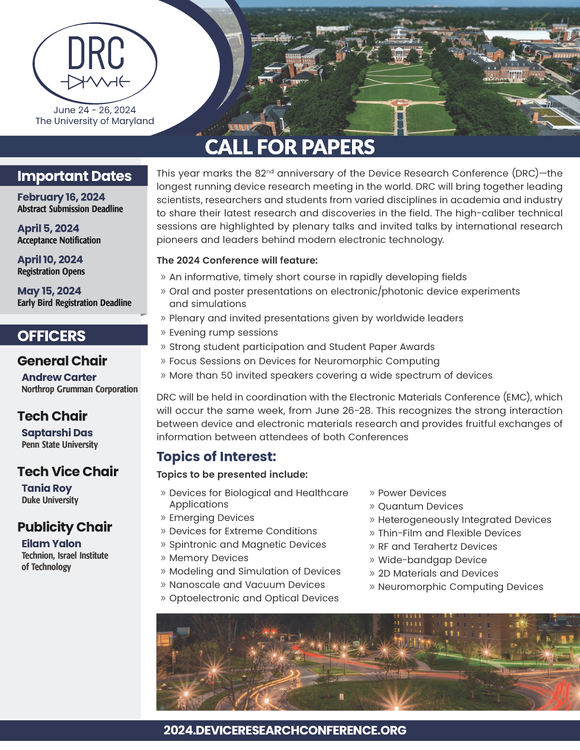 DRC
June 24 - 26, 2024
The University of Maryland
CALL FOR PAPERS
Important Dates
February 16, 2024
Abstract Submission Deadline
April 5, 2024
Acceptance Notification
April 10, 2024
Registration Opens
May 15, 2024
Early Bird Registration Deadline
OFFICERS
General Chair
Andrew Carter
Northrop Grumman Corporation
Tech Chair
Saptarshi Das
Penn State University
Tech Vice Chair
Tania Roy
Duke University
Publicity Chair
Eilam Yalon
Technion, Israel Institute
of Technology
This year marks the 82nd anniversary of the Device Research Conference (DRC)—the
longest running device research meeting in the world. DRC will bring together leading
scientists, researchers and students from varied disciplines in academia and industry
to share their latest research and discoveries in the field. The high-caliber technical
sessions are highlighted by plenary talks and invited talks by international research
pioneers and leaders behind modern electronic technology.
The 2024 Conference will feature:
» An informative, timely short course in rapidly developing fields
» Oral and poster presentations on electronic/photonic device experiments
and simulations
» Plenary and invited presentations given by worldwide leaders
» Evening rump sessions
» Strong student participation and Student Paper Awards
» Focus Sessions on Devices for Neuromorphic Computing
» More than 50 invited speakers covering a wide spectrum of devices
DRC will be held in coordination with the Electronic Materials Conference (EMC), which
will occur the same week, from June 26-28. This recognizes the strong interaction
between device and electronic materials research and provides fruitful exchanges of
information between attendees of both Conferences
Topics of Interest:
Topics to be presented include:
» Devices for Biological and Healthcare
Applications
» Emerging Devices
» Devices for Extreme Conditions
» Spintronic and Magnetic Devices
» Memory Devices
» Modeling and Simulation of Devices
» Nanoscale and Vacuum Devices
» Optoelectronic and Optical Devices
» Power Devices
» Quantum Devices
» Heterogeneously Integrated Devices
» Thin-Film and Flexible Devices
» RF and Terahertz Devices
» Wide-bandgap Device
» 2D Materials and Devices
» Neuromorphic Computing Devices
2024.DEVICERESEARCHCONFERENCE.ORG